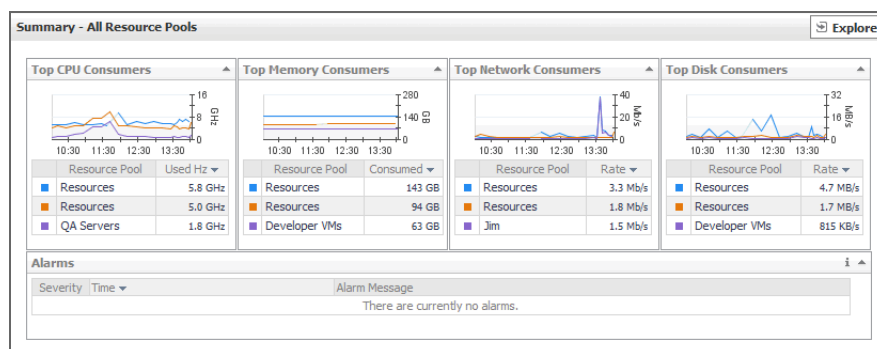 Summary - All Resource Pools
Explore
Top CPU Consumers
16
8
0
GHz
10:30 11:30 12:30 13:30
Resource Pool Used Hz
Resources 5.8 GHz
Resources 5.0 GHz
QA Servers 1.8 GHz
Top Memory Consumers
280
140
0
GB
10:30 11:30 12:30 13:30
Resource Pool Consumed
Resources 143 GB
Resources 94 GB
Developer VMs 63 GB
Top Network Consumers
40
20
0
Mb/s
10:30 11:30 12:30 13:30
Resource Pool Rate
Resources 3.3 Mb/s
Resources 1.8 Mb/s
Jim 1.5 Mb/s
Top Disk Consumers
32
16
0
MB/s
10:30 11:30 12:30 13:30
Resource Pool Rate
Resources 4.7 MB/s
Resources 1.7 MB/s
Developer VMs 815 KB/s
Alarms
i
Severity Time Alarm Message
There are currently no alarms.